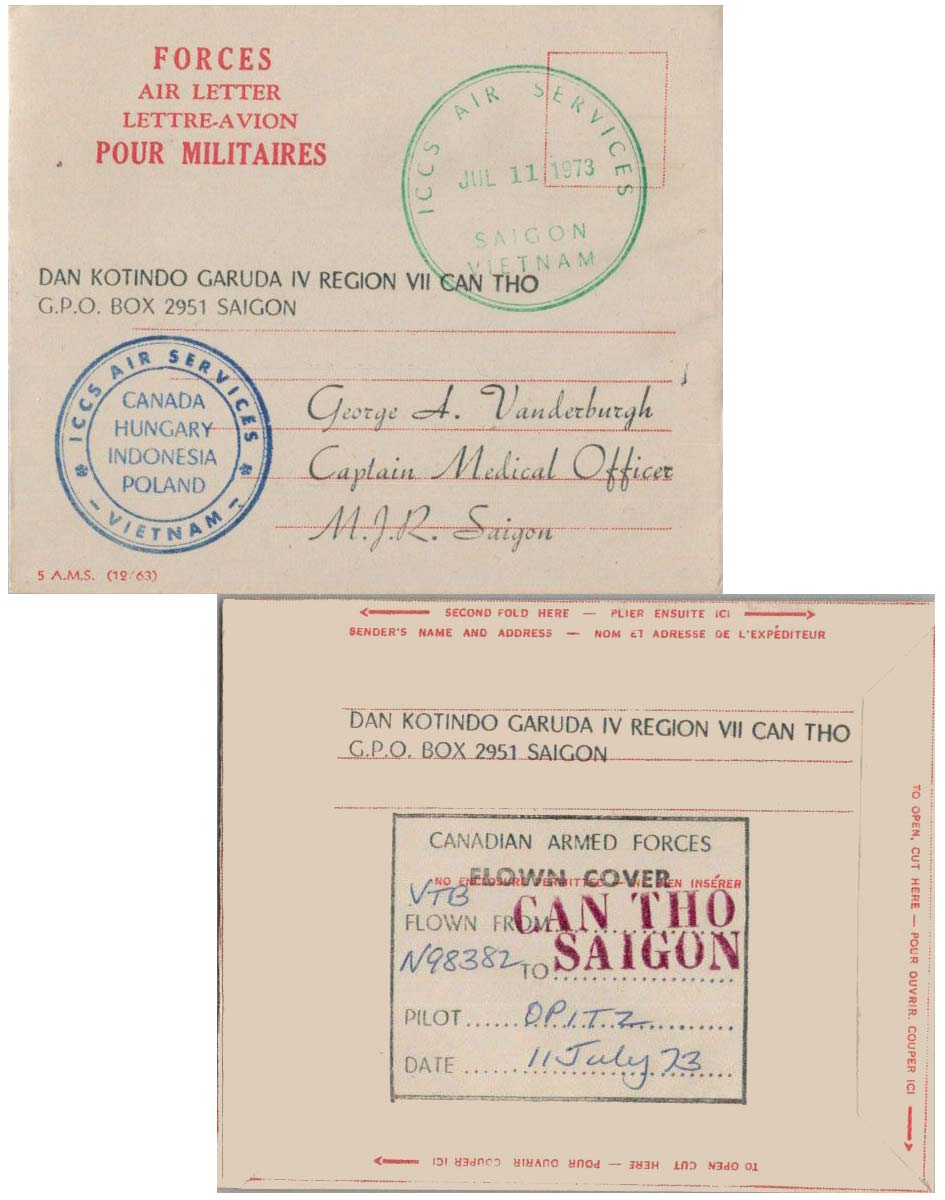 FORCES
AIR LETTER
LETTRE-AVION
POUR MILITAIRES
ICCS AIR SERVICES
JUL 11 1973
SAIGON
VIETNAM
DAN KOTINDO GARUDA IV REGION VII CAN THO
G.P.O. BOX 2951 SAIGON
ICCS AIR SERVICES
CANADA
HUNGARY
INDONESIA
POLAND
- VIETNAM -
George A. Vanderburgh
Captain Medical Officer
M.J.R. Saigon
5 A.M.S. (12/63)
SECOND FOLD HERE — PLIER ENSUITE ICI
SENDER'S NAME AND ADDRESS — NOM ET ADRESSE DE L'EXPÉDITEUR
DAN KOTINDO GARUDA IV REGION VII CAN THO
G.P.O. BOX 2951 SAIGON
CANADIAN ARMED FORCES
FLOWN COVER
NO ENCLOSURE PERMITTED — RIEN INSÉRER
VTB
FLOWN FROM CAN THO
N98382 TO SAIGON
PILOT...... OPITZ
DATE ...... 11 July 73
TO OPEN, CUT HERE — POUR OUVRIR, COUPER ICI
TO OPEN CUT HERE — POUR OUVRIR COUPER ICI